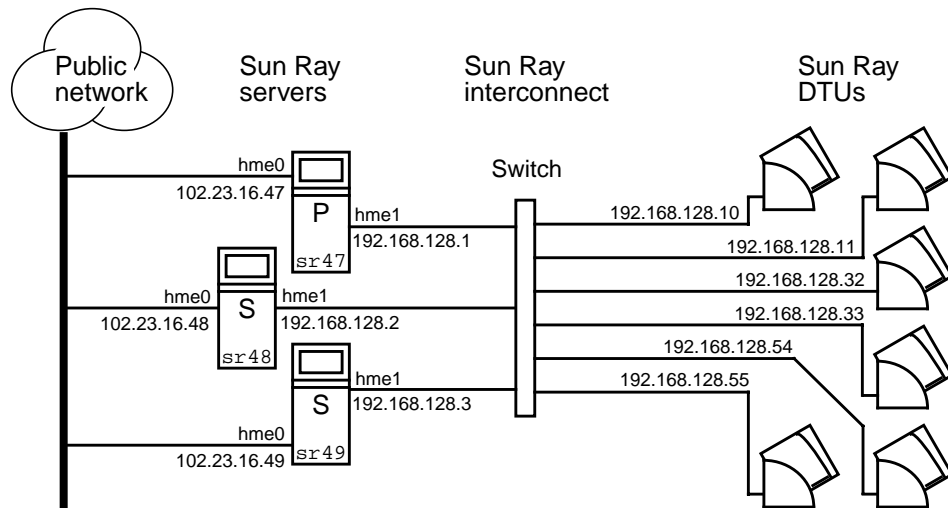 Public
network
Sun Ray
servers
Sun Ray
interconnect
Sun Ray
DTUs
Switch
hme0
102.23.16.47
P
sr47
hme1
192.168.128.1
hme0
102.23.16.48
S
sr48
hme1
192.168.128.2
hme0
102.23.16.49
S
sr49
hme1
192.168.128.3
192.168.128.10
192.168.128.11
192.168.128.32
192.168.128.33
192.168.128.54
192.168.128.55